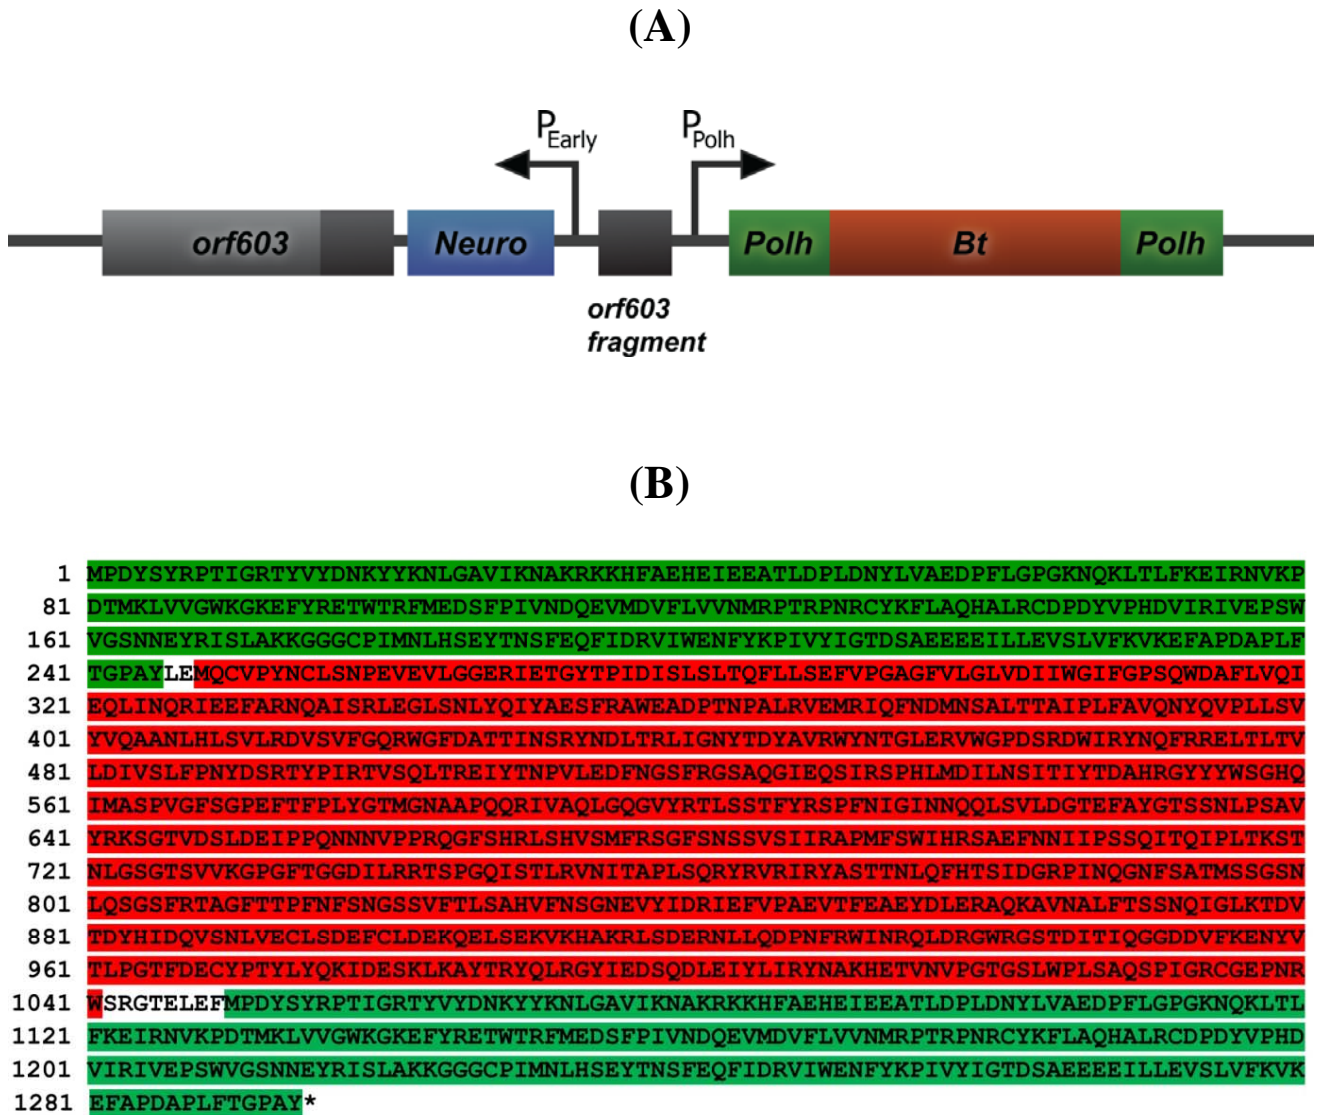 (A)
P Early P Polh
orf603 Neuro Polh Bt Polh
orf603
fragment
(B)
1 MPDYSYRPTIGRTYVYDNKYYKNLGAVIKNAKRKKHFAEHEIEEATLDPLDNYLVAEDPFLGPGKNQKLTLFKEIRNVKP
81 DTMKLVVGWKGKEFYRETWTRFMEDSFPIVNDQEVMDVFLVVNMRPTRPNRCYKFLAQHALRCDPDYVPHDVIRIVEPSW
161 VGSNNEYRISLAKKGGGCPIMNLHSEYTNSFEQFIDRVIWENFYKPIVYIGTDSAEEEEILLEVSLVFKVKEFAPDAPLF
241 TGPAYLEMQCVPYNCLSNPEVEVLGGERIETGYTPIDISLSLTQFLLSEFVPGAGFVLGLVDIIWGIFGPSQWDAFLVQI
321 EQLINQRIEEFARNQAISRLEGLSNLYQIYAESFRAWEADPTNPALRVEMRIQFNDMNSALTTAIPLFAVQNYQVPLLSV
401 YVQAANLHLSVLRDVSVFGQRWGFDATTINSRYNDLTRLIGNYTDYAVRWYNTGLERVWGPDSRDWIRYNQFRRELTLTV
481 LDIVSLFPNYDSRTYPIRTVSQLTREIYTNPVLEDFNGSFRGSAQGIEQSIRSPHLMDILNSITIYTDAHRGYYYWSGHQ
561 IMASPVGFSGPEFTFPLYGTMGNAAPQQRIVAQLGQGVYRTLSSTFYRSPFNIGINNQQLSVLDGTEFAYGTSSNLPSAV
641 YRKSGTVDSLDEIPPQNNNVPPRQGFSHRLSHVSMFRSGFSNSSVSIIRAPMFSWIHRSAEFNNIIPSSQITQIPLTKST
721 NLGSGTSVVKGPGFTGGDILRRTSPGQISTLRVNITAPLSQRYRVRIRYASTTNLQFHTSIDGRPINQGNFSATMSSGSN
801 LQSGSFRTAGFTTPFNFSNGSSVFTLSAHVFNSGNEVYIDRIEFVPAEVTFEAEYDLERAQKAVNALFTSSNQIGLKTDV
881 TDYHIDQVSNLVECLSDEFCLDEKQELSEKVKHAKRLSDERNLLQDPNFRWINRQLDRGWRGSTDITIQGGDDVFKENYV
961 TLPGTFDECYPTYLYQKIDESKLKAYTRYQLRGYIEDSQDLEIYLIRYNAKHETVNVPGTGSLWPLSAQSPIGRCGEPNR
1041 WSRGTELEFMPDYSYRPTIGRTYVYDNKYYKNLGAVIKNAKRKKHFAEHEIEEATLDPLDNYLVAEDPFLGPGKNQKLTL
1121 FKEIRNVKPDTMKLVVGWKGKEFYRETWTRFMEDSFPIVNDQEVMDVFLVVNMRPTRPNRCYKFLAQHALRCDPDYVPHD
1201 VIRIVEPSWVGSNNEYRISLAKKGGGCPIMNLHSEYTNSFEQFIDRVIWENFYKPIVYIGTDSAEEEEILLEVSLVFKVK
1281 EFAPDAPLFTGPAY*